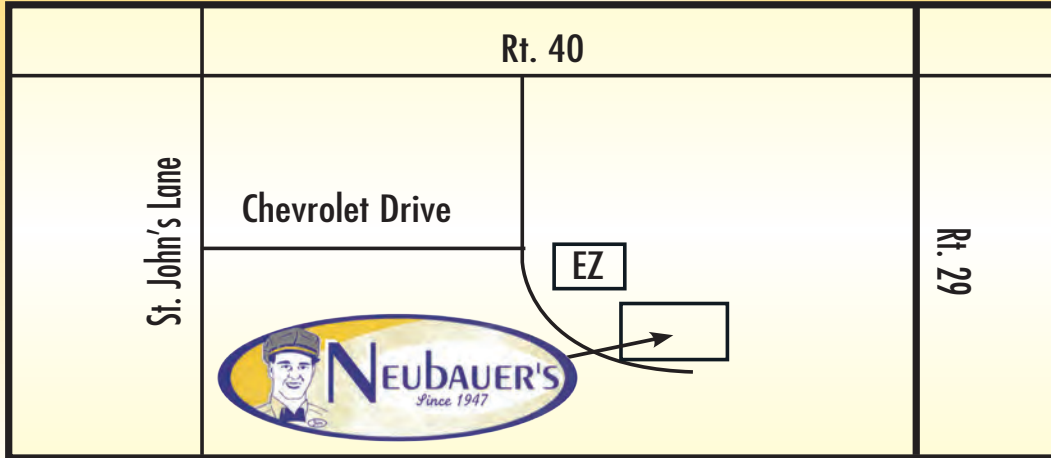 Rt. 40
St. John's Lane
Chevrolet Drive
EZ
Rt. 29
NEUBAUER'S
Since 1947